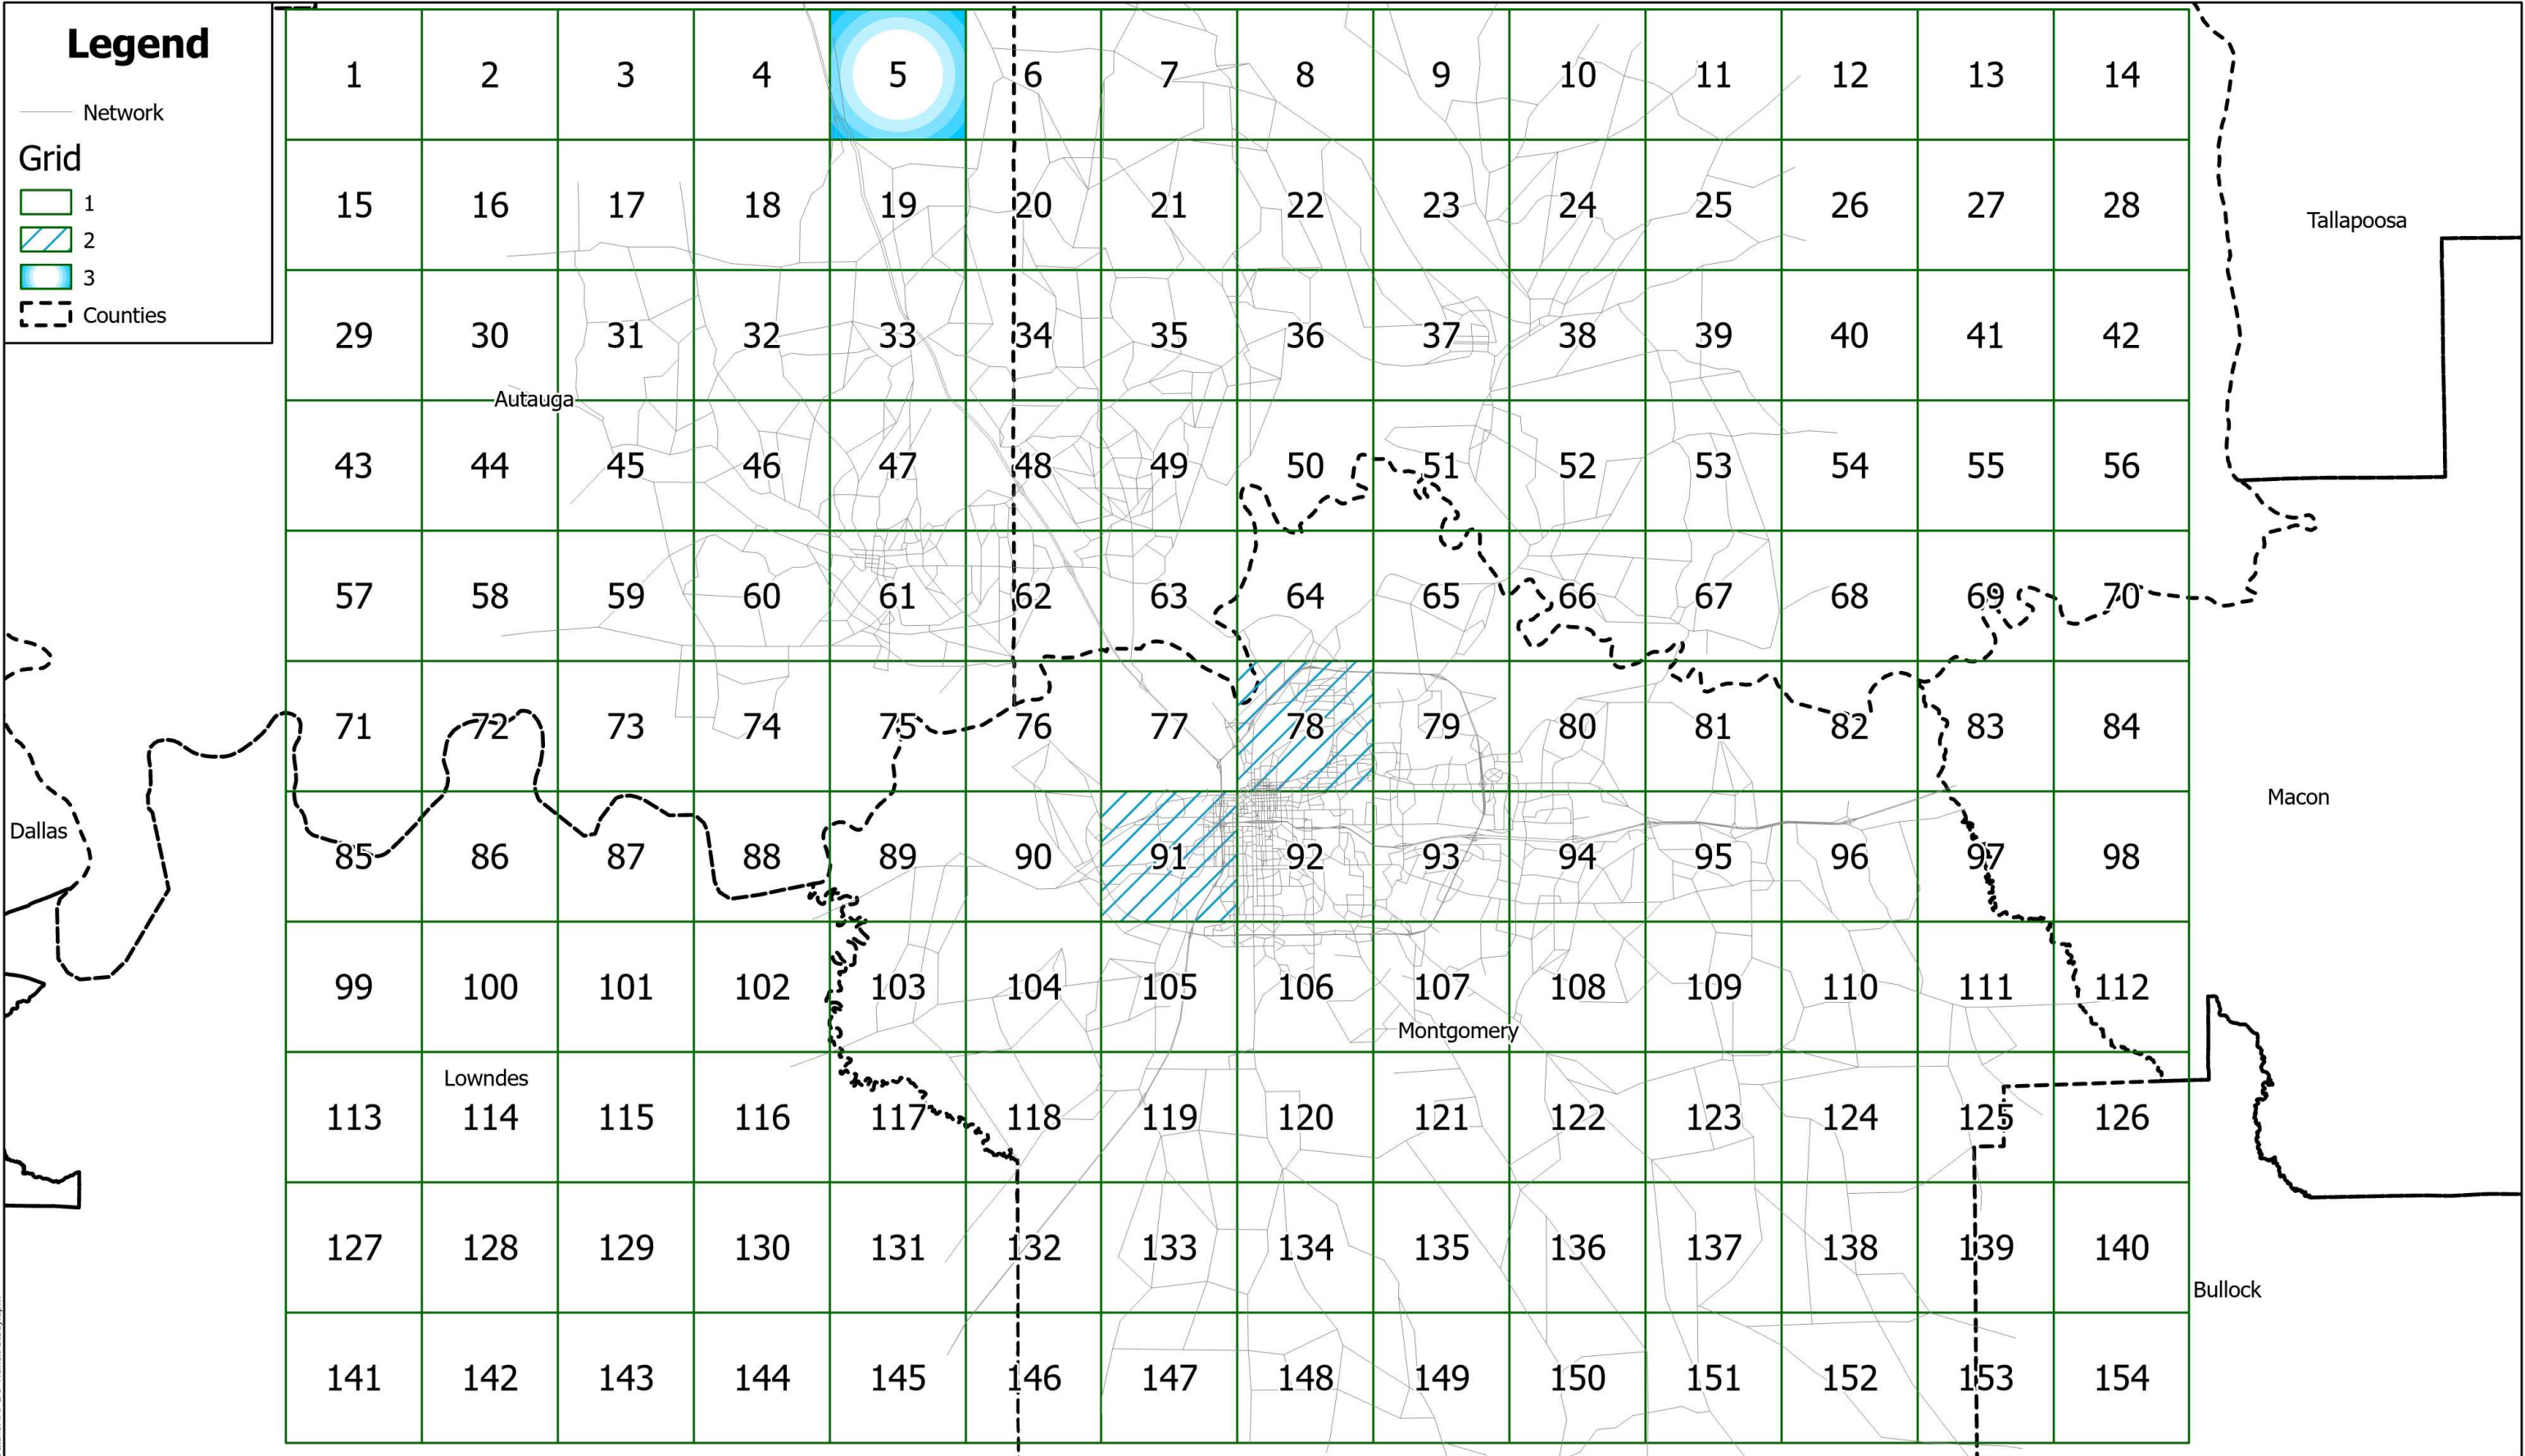 Legend
Network
Grid
1
2
3
Counties
1 2 3 4 5 6 7 8 9 10 11 12 13 14
15 16 17 18 19 20 21 22 23 24 25 26 27 28
Tallapoosa
29 30 31 32 33 34 35 36 37 38 39 40 41 42
Autauga
43 44 45 46 47 48 49 50 51 52 53 54 55 56
57 58 59 60 61 62 63 64 65 66 67 68 69 70
71 72 73 74 75 76 77 78 79 80 81 82 83 84
Macon
Dallas
85 86 87 88 89 90 91 92 93 94 95 96 97 98
99 100 101 102 103 104 105 106 107 108 109 110 111 112
Montgomery
Lowndes
113 114 115 116 117 118 119 120 121 122 123 124 125 126
127 128 129 130 131 132 133 134 135 136 137 138 139 140
Bullock
141 142 143 144 145 146 147 148 149 150 151 152 153 154